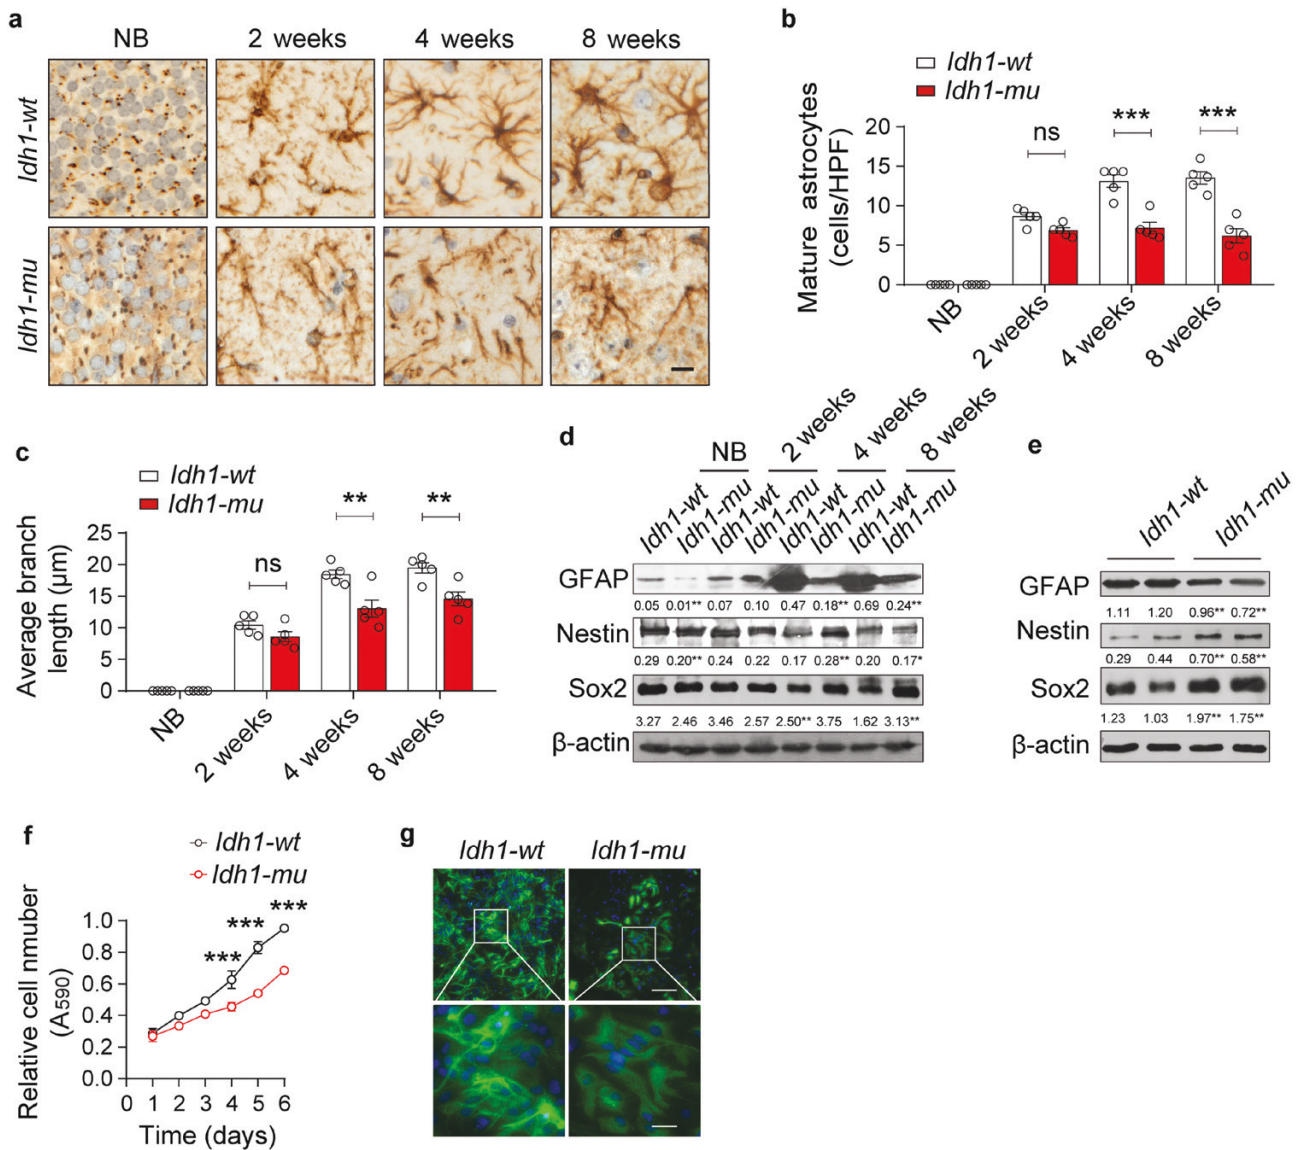 a
NB 2 weeks 4 weeks 8 weeks
Idh1-wt
Idh1-mu
b
Idh1-wt
Idh1-mu
Mature astrocytes
(cells/HPF)
20
15
10
5
0
ns
***
***
NB
2 weeks
4 weeks
8 weeks
c
Idh1-wt
Idh1-mu
Average branch
length (µm)
25
20
15
10
5
0
ns
**
**
NB
2 weeks
4 weeks
8 weeks
d
NB 2 weeks 4 weeks 8 weeks
Idh1-wt Idh1-mu Idh1-wt Idh1-mu Idh1-wt Idh1-mu Idh1-wt Idh1-mu
GFAP
0.05 0.01** 0.07 0.10 0.47 0.18** 0.69 0.24**
Nestin
0.29 0.20** 0.24 0.22 0.17 0.28** 0.20 0.17*
Sox2
3.27 2.46 3.46 2.57 2.50** 3.75 1.62 3.13**
β-actin
e
Idh1-wt Idh1-mu
GFAP
1.11 1.20 0.96** 0.72**
Nestin
0.29 0.44 0.70** 0.58**
Sox2
1.23 1.03 1.97** 1.75**
β-actin
f
Idh1-wt
Idh1-mu
Relative cell nmuber
(A590)
1.0
0.8
0.6
0.4
0.2
0.0
***
***
***
0 1 2 3 4 5 6
Time (days)
g
Idh1-wt Idh1-mu